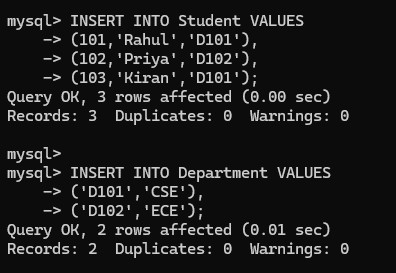 mysql> INSERT INTO Student VALUES
    -> (101,'Rahul','D101'),
    -> (102,'Priya','D102'),
    -> (103,'Kiran','D101');
Query OK, 3 rows affected (0.00 sec)
Records: 3  Duplicates: 0  Warnings: 0

mysql>
mysql> INSERT INTO Department VALUES
    -> ('D101','CSE'),
    -> ('D102','ECE');
Query OK, 2 rows affected (0.01 sec)
Records: 2  Duplicates: 0  Warnings: 0